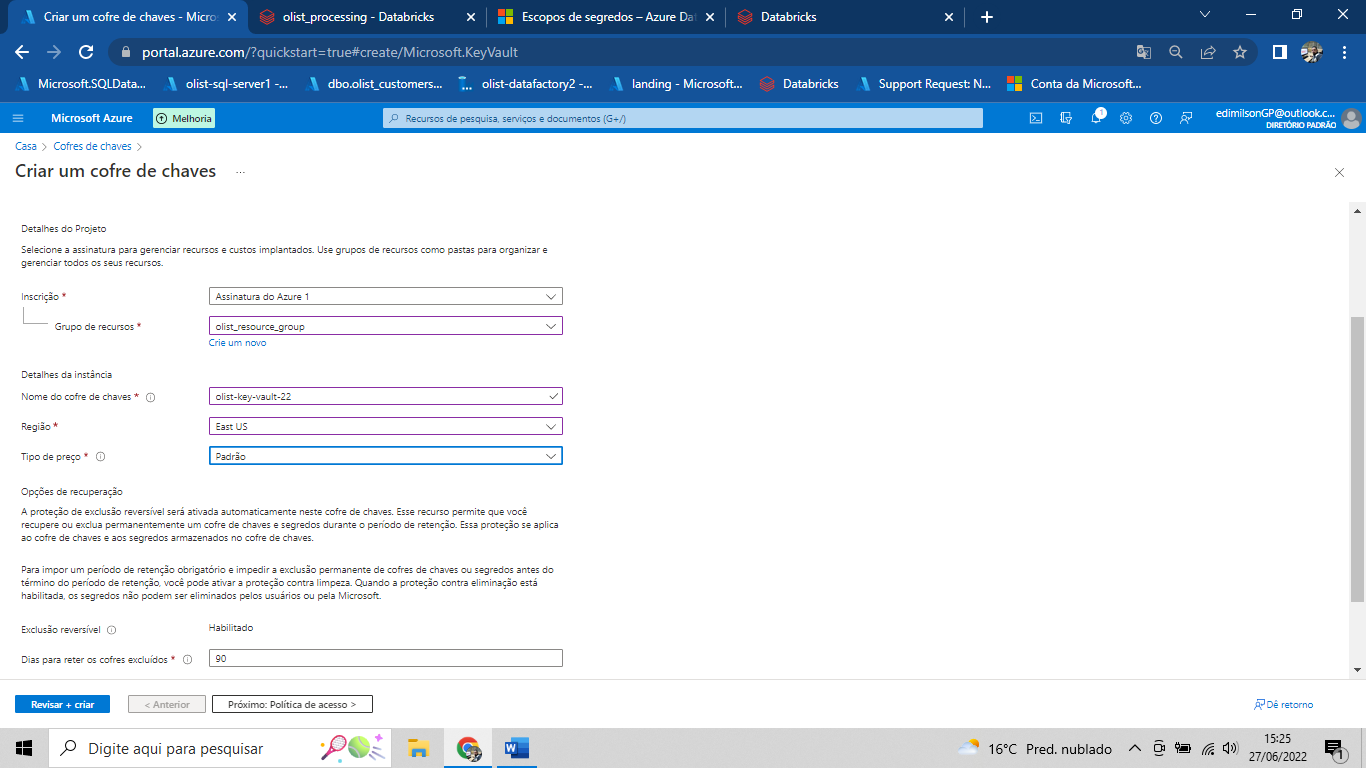 Criar um cofre de chaves - Micros
olist_processing - Databricks
Escopos de segredos – Azure Dat
Databricks
portal.azure.com/?quickstart=true#create/Microsoft.KeyVault
Microsoft.SQLData...
olist-sql-server1 -...
dbo.olist_customers...
olist-datafactory2 -...
landing - Microsoft...
Databricks
Support Request: N...
Conta da Microsoft...
Microsoft Azure
Melhoria
Recursos de pesquisa, serviços e documentos (G+/)
1
edimilsonGP@outlook.c...
DIRETÓRIO PADRÃO
Casa > Cofres de chaves >
Criar um cofre de chaves ...
Detalhes do Projeto
Selecione a assinatura para gerenciar recursos e custos implantados. Use grupos de recursos como pastas para organizar e
gerenciar todos os seus recursos.
Inscrição *
Assinatura do Azure 1
Grupo de recursos *
olist_resource_group
Crie um novo
Detalhes da instância
Nome do cofre de chaves *
olist-key-vault-22
Região *
East US
Tipo de preço *
Padrão
Opções de recuperação
A proteção de exclusão reversível será ativada automaticamente neste cofre de chaves. Esse recurso permite que você
recupere ou exclua permanentemente um cofre de chaves e segredos durante o período de retenção. Essa proteção se aplica
ao cofre de chaves e aos segredos armazenados no cofre de chaves.
Para impor um período de retenção obrigatório e impedir a exclusão permanente de cofres de chaves ou segredos antes do
término do período de retenção, você pode ativar a proteção contra limpeza. Quando a proteção contra eliminação está
habilitada, os segredos não podem ser eliminados pelos usuários ou pela Microsoft.
Exclusão reversível
Habilitado
Dias para reter os cofres excluídos *
90
Revisar + criar
< Anterior
Próximo: Política de acesso >
Dê retorno
Digite aqui para pesquisar
16°C Pred. nublado
15:25
27/06/2022
1